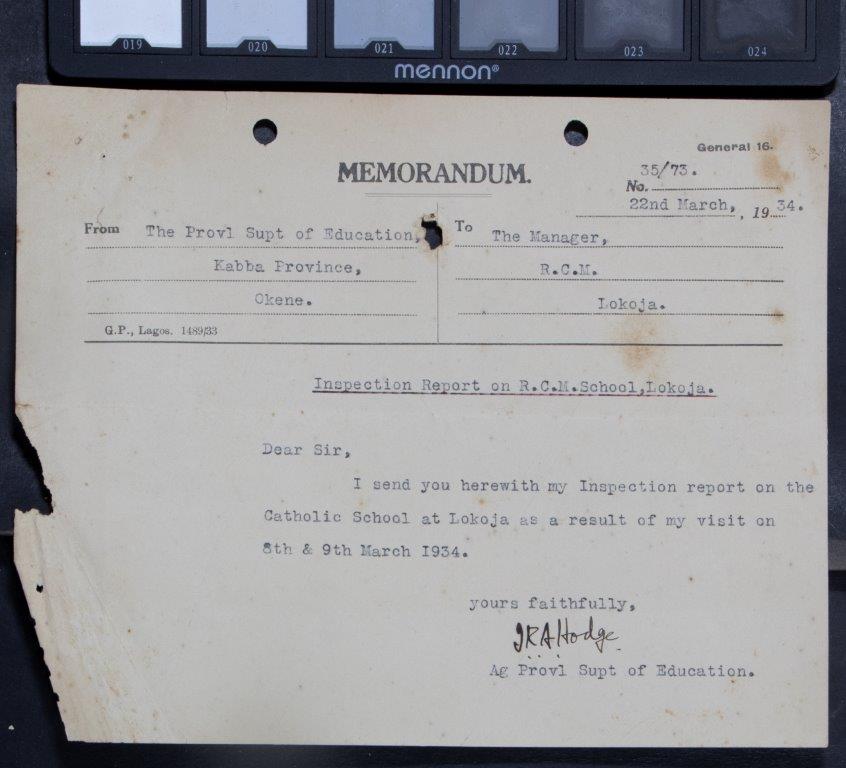 019 020 021 022 023 024
mennon®
General 16.
MEMORANDUM.
35/73.
No.
22nd March, , 1934.
From The Provl Supt of Education, To The Manager,
Kabba Province, R.C.M.
Okene. Lokoja.
G.P., Lagos. 1489/33
Inspection Report on R.C.M.School,Lokoja.
Dear Sir,
I send you herewith my Inspection report on the
Catholic School at Lokoja as a result of my visit on
8th & 9th March I934.
yours faithfully,
JRAHodge
Ag Provl Supt of Education.